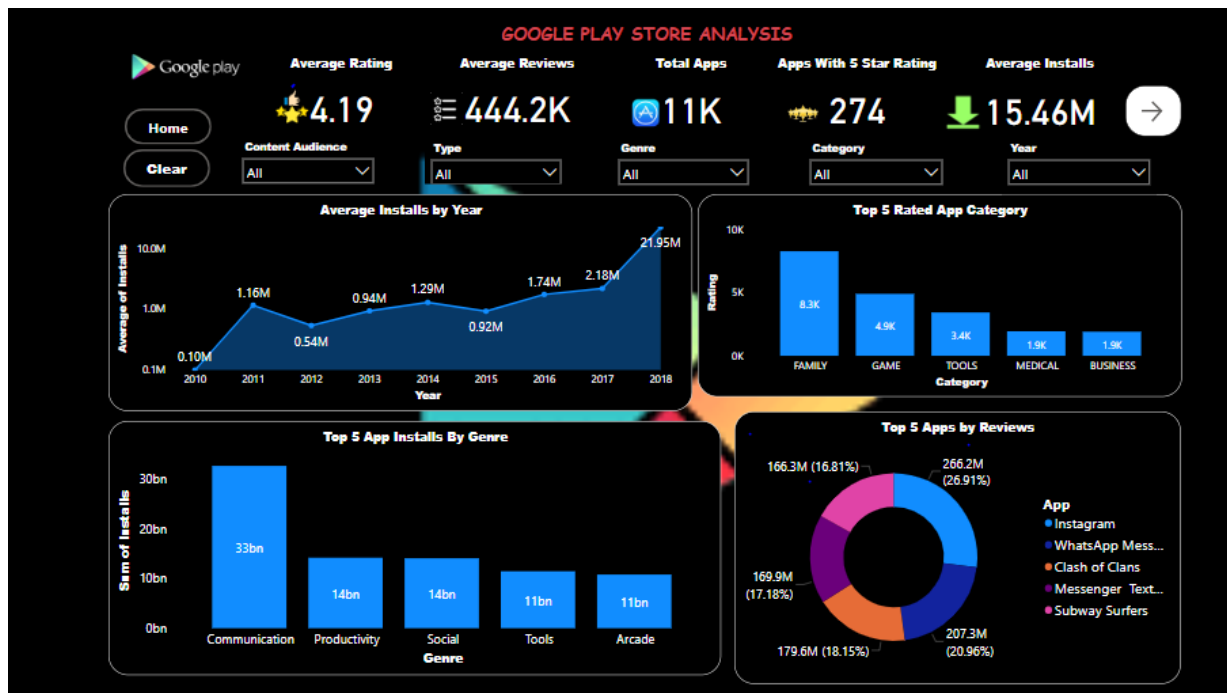 GOOGLE PLAY STORE ANALYSIS
Google play
Average Rating
4.19
Average Reviews
444.2K
Total Apps
11K
Apps With 5 Star Rating
274
Average Installs
15.46M
Home
Clear
Content Audience
All
Type
All
Genre
All
Category
All
Year
All
Average Installs by Year
Average of Installs
10.0M
1.0M
0.1M
0.10M
1.16M
0.54M
0.94M
1.29M
0.92M
1.74M
2.18M
21.95M
2010 2011 2012 2013 2014 2015 2016 2017 2018
Year
Top 5 Rated App Category
Rating
10K
5K
0K
8.3K
4.9K
3.4K
1.9K
1.9K
FAMILY GAME TOOLS MEDICAL BUSINESS
Category
Top 5 App Installs By Genre
Sum of Installs
30bn
20bn
10bn
0bn
33bn
14bn
14bn
11bn
11bn
Communication Productivity Social Tools Arcade
Genre
Top 5 Apps by Reviews
266.2M
(26.91%)
207.3M
(20.96%)
179.6M (18.15%)
169.9M
(17.18%)
166.3M (16.81%)
App
Instagram
WhatsApp Mess...
Clash of Clans
Messenger Text...
Subway Surfers